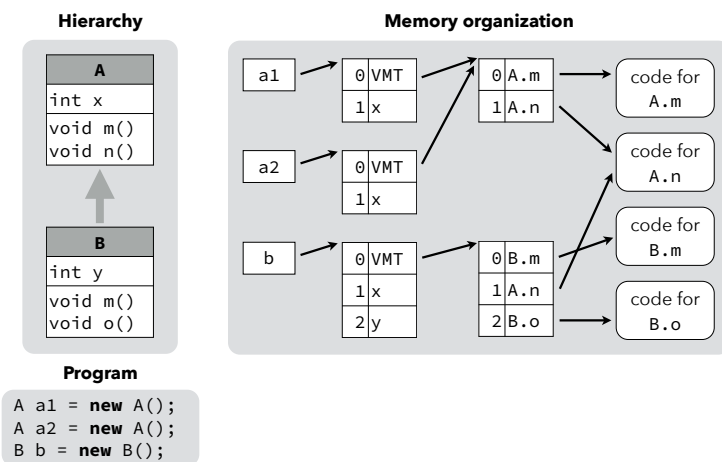 Hierarchy
A
int x
void m()
void n()
B
int y
void m()
void o()
Program
A a1 = new A();
A a2 = new A();
B b = new B();
Memory organization
a1
0 VMT
1 x
0 A.m
1 A.n
code for
A.m
a2
0 VMT
1 x
code for
A.n
b
0 VMT
1 x
2 y
0 B.m
1 A.n
2 B.o
code for
B.m
code for
B.o